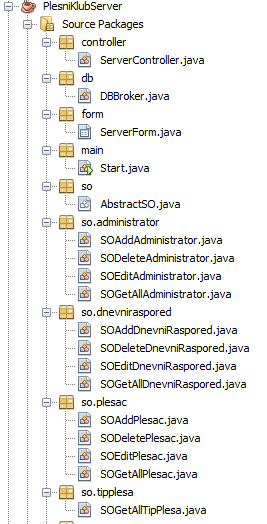 PlesniKlubServer
Source Packages
controller
ServerController.java
db
DBBroker.java
form
ServerForm.java
main
Start.java
so
AbstractSO.java
so.administrator
SOAddAdministrator.java
SODeleteAdministrator.java
SOEditAdministrator.java
SOGetAllAdministrator.java
so.dnevniraspored
SOAddDnevniRaspored.java
SODeleteDnevniRaspored.java
SOEditDnevniRaspored.java
SOGetAllDnevniRaspored.java
so.plesac
SOAddPlesac.java
SODeletePlesac.java
SOEditPlesac.java
SOGetAllPlesac.java
so.tipplesa
SOGetAllTipPlesa.java